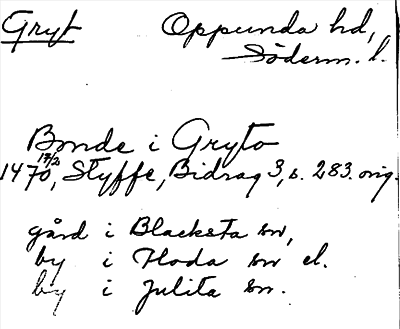 Gryt Oppunda hd,
Söderm. l.
Bonde i Gryto
1470 13/2, Styffe, Bidrag 3, s. 283. orig.
gård i Blacksta sn,
by i Floda sn el.
by i Julita sn.